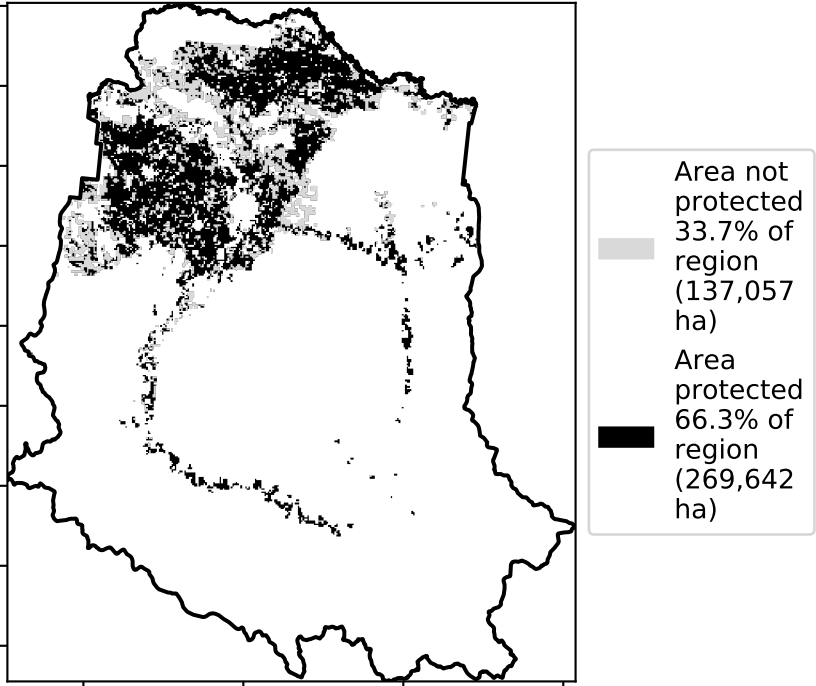 Area not
protected
33.7% of
region
(137,057
ha)
Area
protected
66.3% of
region
(269,642
ha)